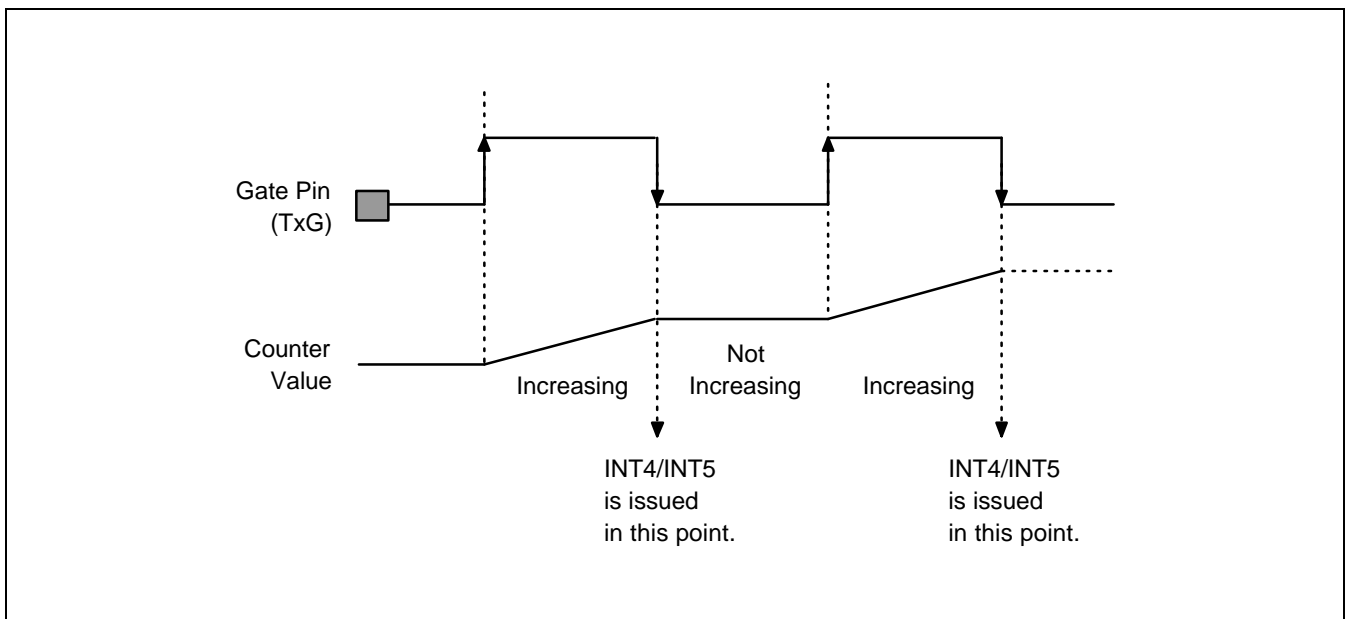 Gate Pin
(TxG)
Counter
Value
Increasing
Not
Increasing
Increasing
INT4/INT5
is issued
in this point.
INT4/INT5
is issued
in this point.